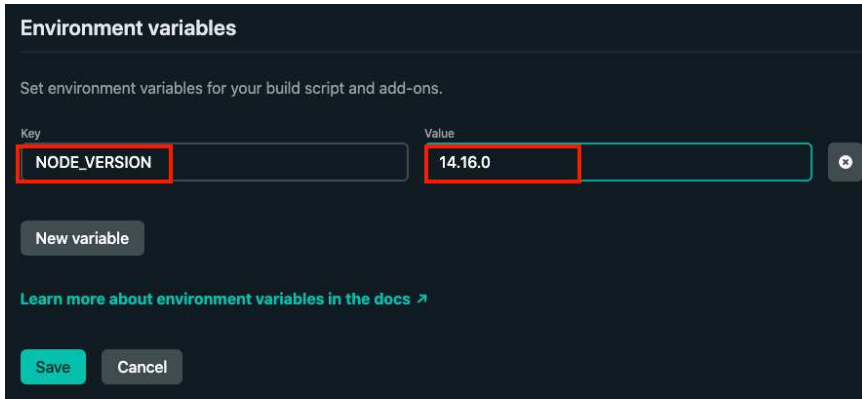 Environment variables
Set environment variables for your build script and add-ons.
Key Value
NODE_VERSION 14.16.0
New variable
Learn more about environment variables in the docs ↗
Save Cancel